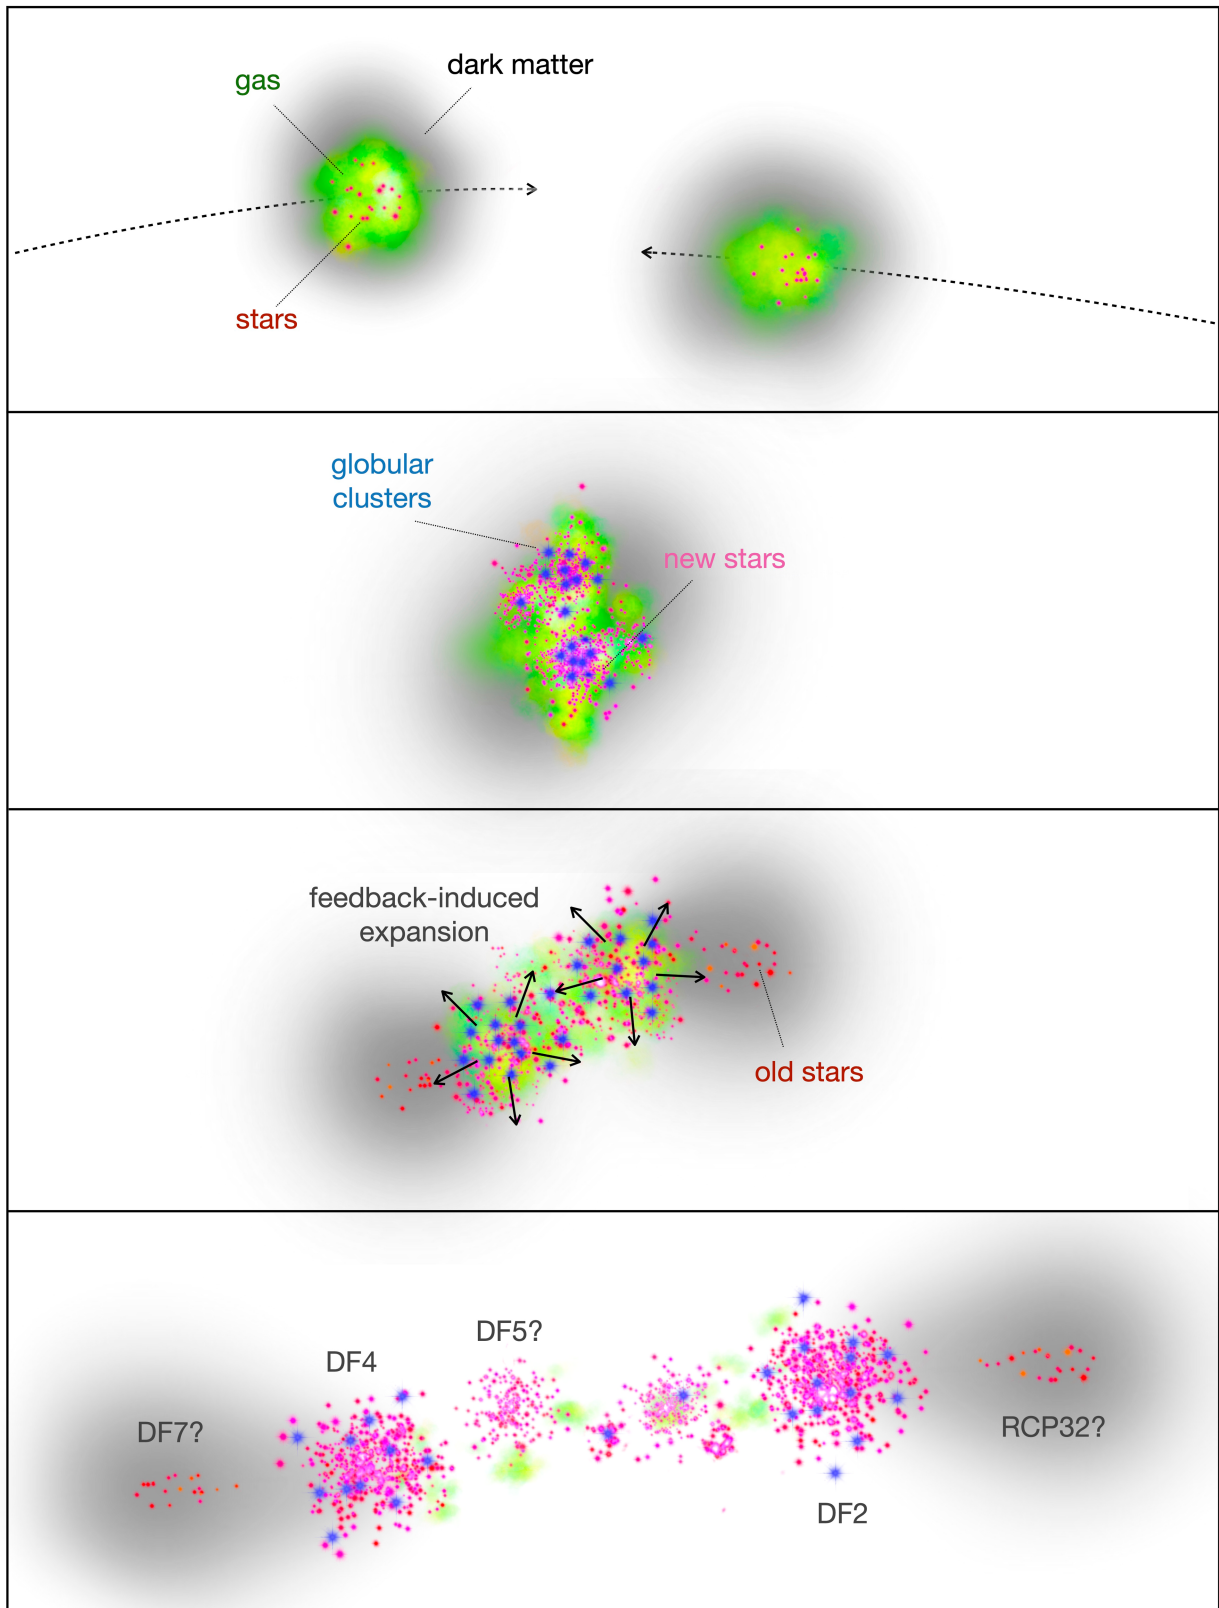 dark matter
gas
stars
globular
clusters
new stars
feedback-induced
expansion
old stars
DF5?
DF4
DF7?
RCP32?
DF2